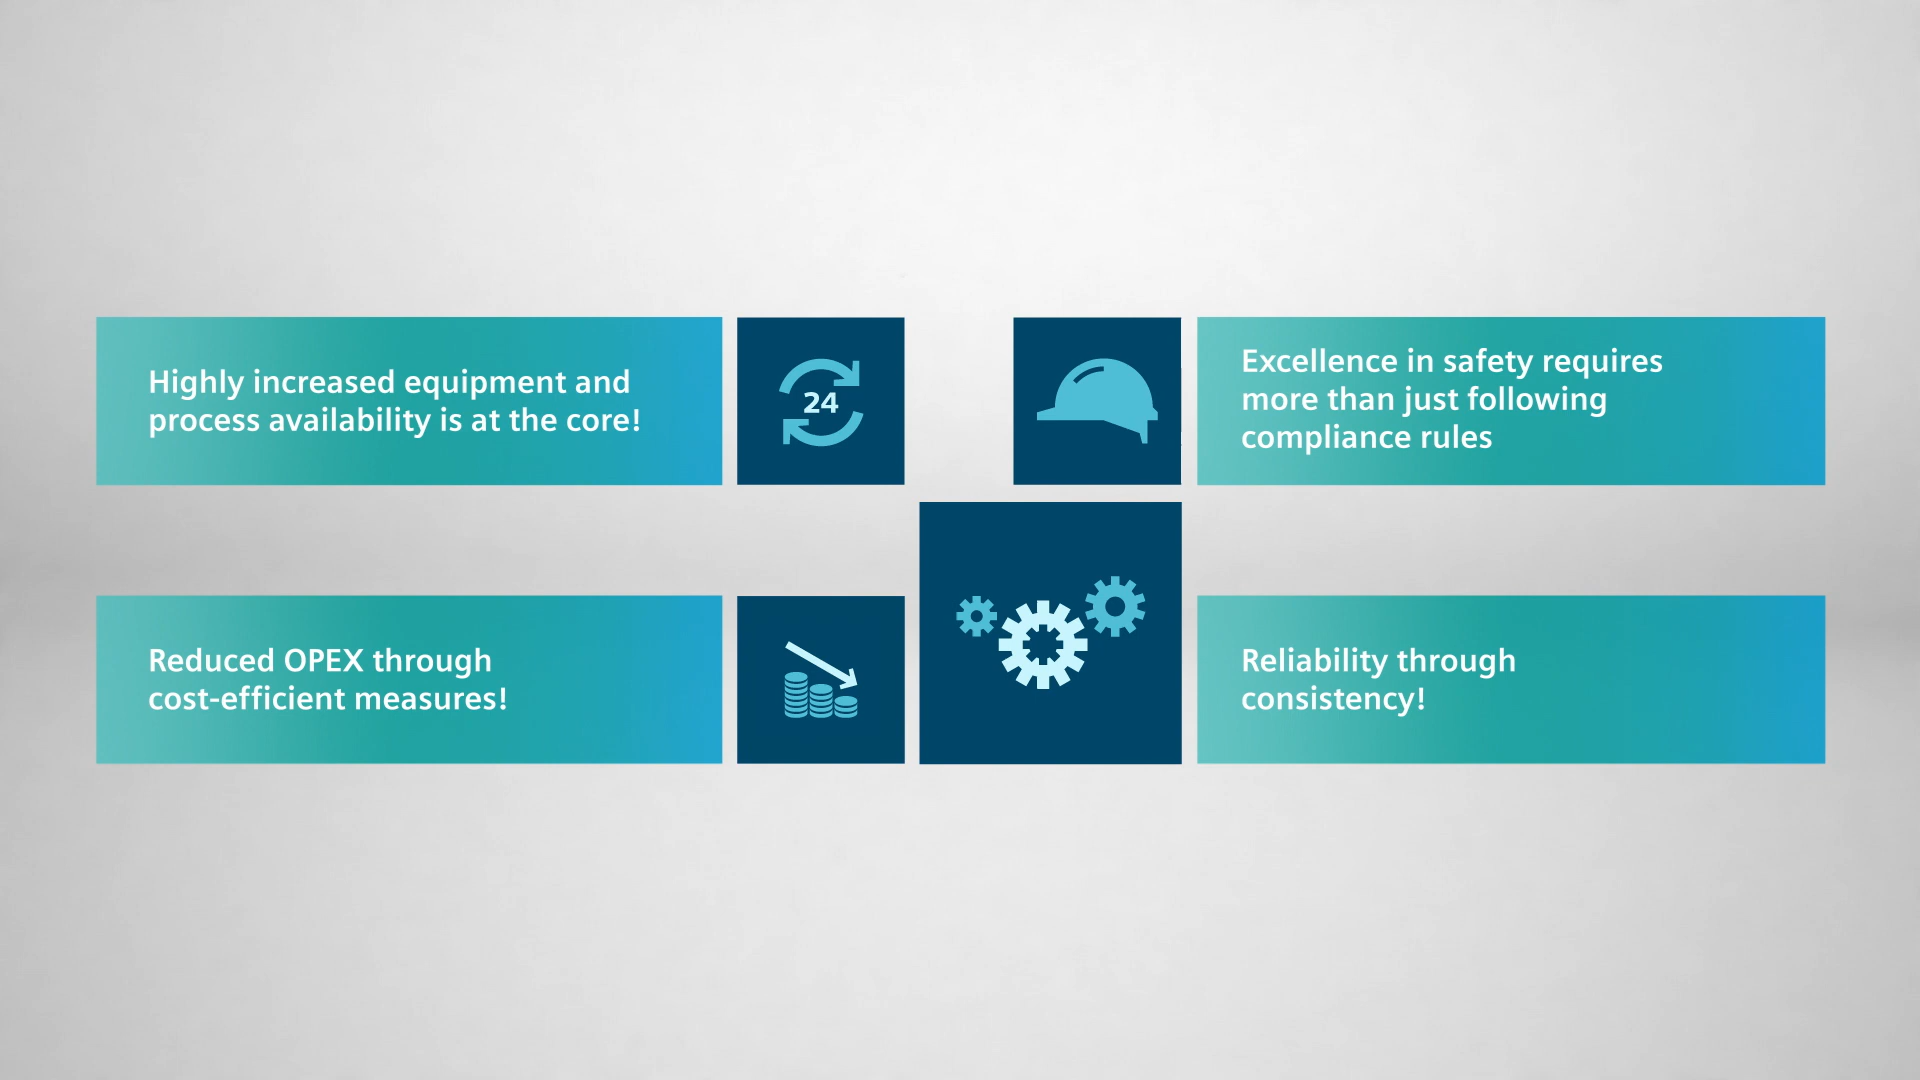 Highly increased equipment and
process availability is at the core!
24
Excellence in safety requires
more than just following
compliance rules
Reduced OPEX through
cost-efficient measures!
Reliability through
consistency!